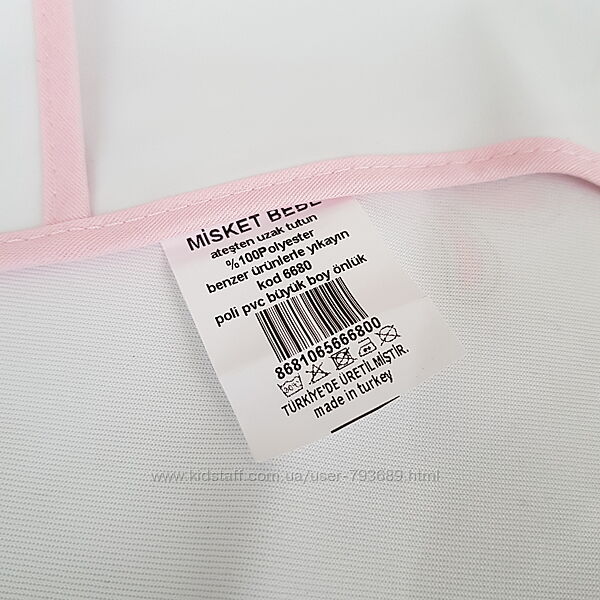 MİSKET BEBE
ateşten uzak tutun
%100Polyester
benzer ürünlerle yıkayın
kod 6680
poli pvc büyük boy önlük
8681065666800
30°C
TÜRKİYE'DE ÜRETİLMİŞTİR.
made in turkey
www.kidstaff.com.ua/user-793689.html